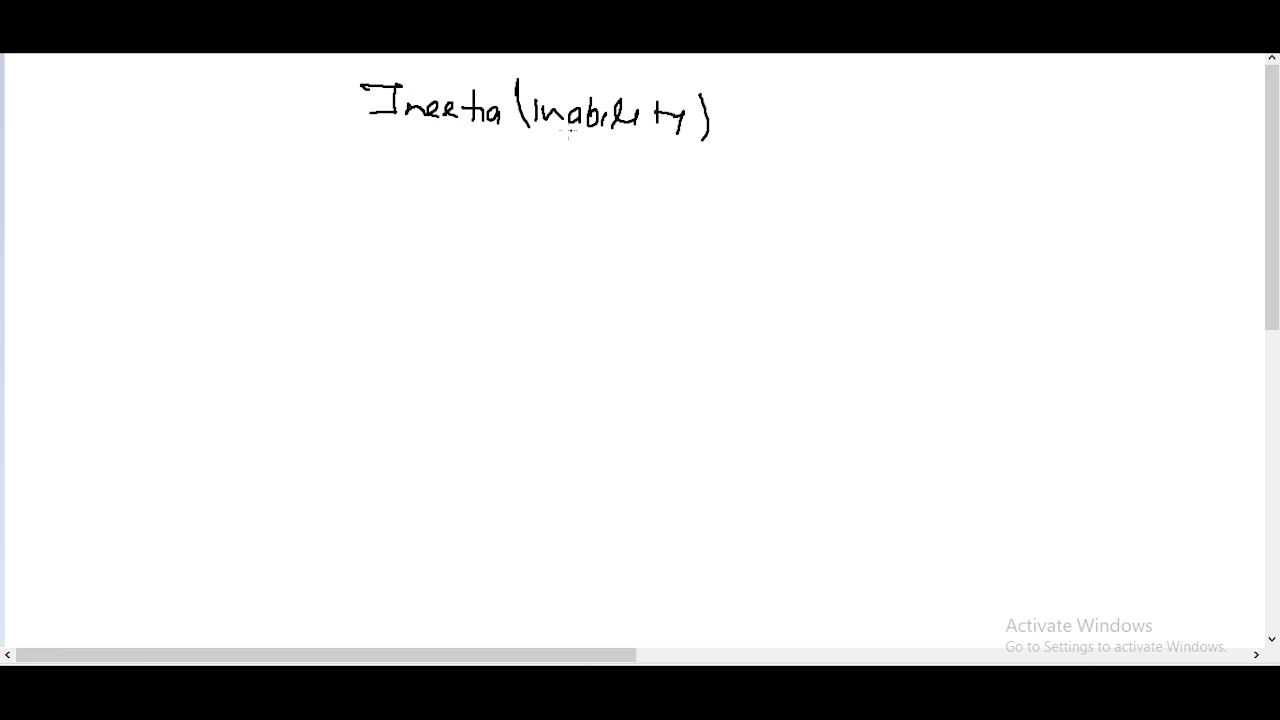 Inertia (inability)
Activate Windows
Go to Settings to activate Windows.